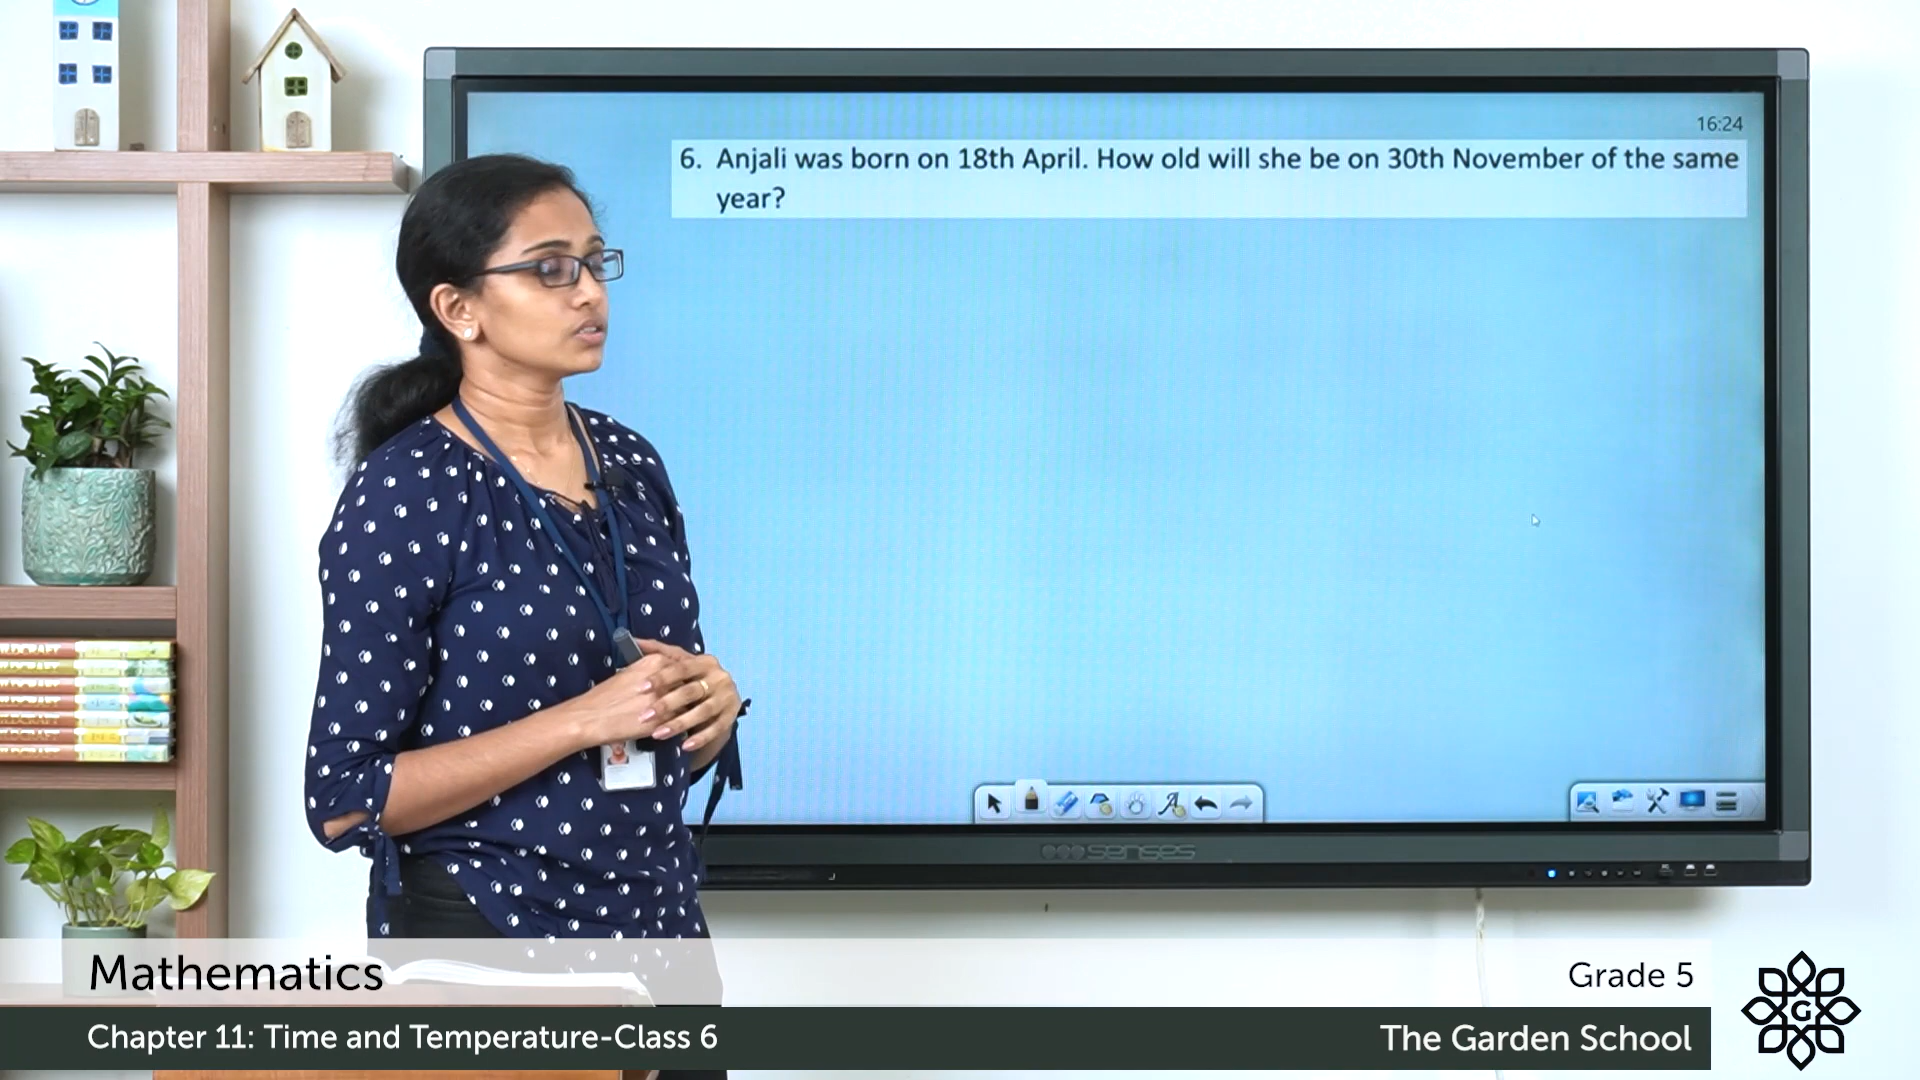 16:24
6. Anjali was born on 18th April. How old will she be on 30th November of the same
year?
senses
Mathematics
Grade 5
Chapter 11: Time and Temperature-Class 6
The Garden School
G